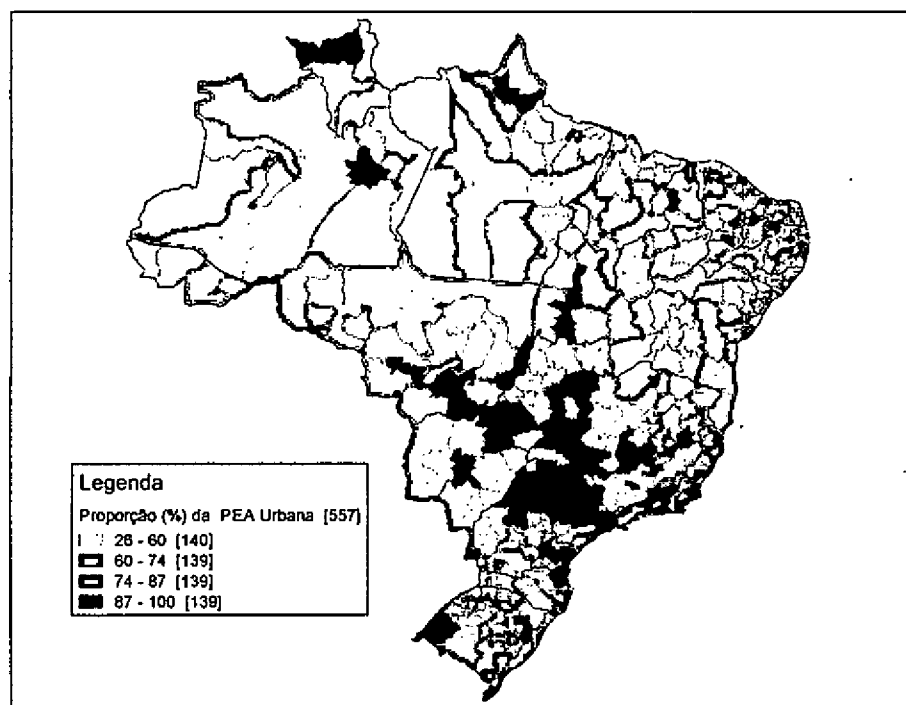 Legenda
Proporção (%) da PEA Urbana [557]
26 - 60 [140]
60 - 74 [139]
74 - 87 [139]
87 - 100 [139]